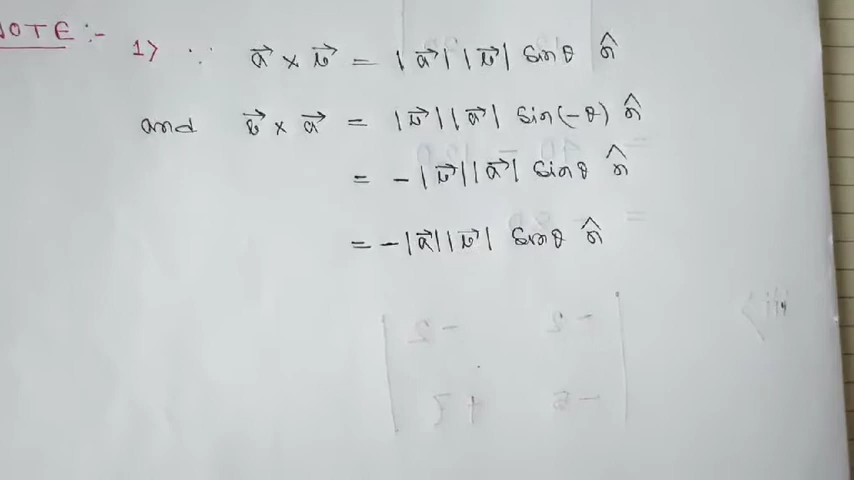 NOTE :- 1) ∵ a⃗ × b⃗ = |a⃗| |b⃗| sinθ n̂
and b⃗ × a⃗ = |b⃗| |a⃗| sin(-θ) n̂
= - |b⃗| |a⃗| sinθ n̂
= - |a⃗| |b⃗| sinθ n̂